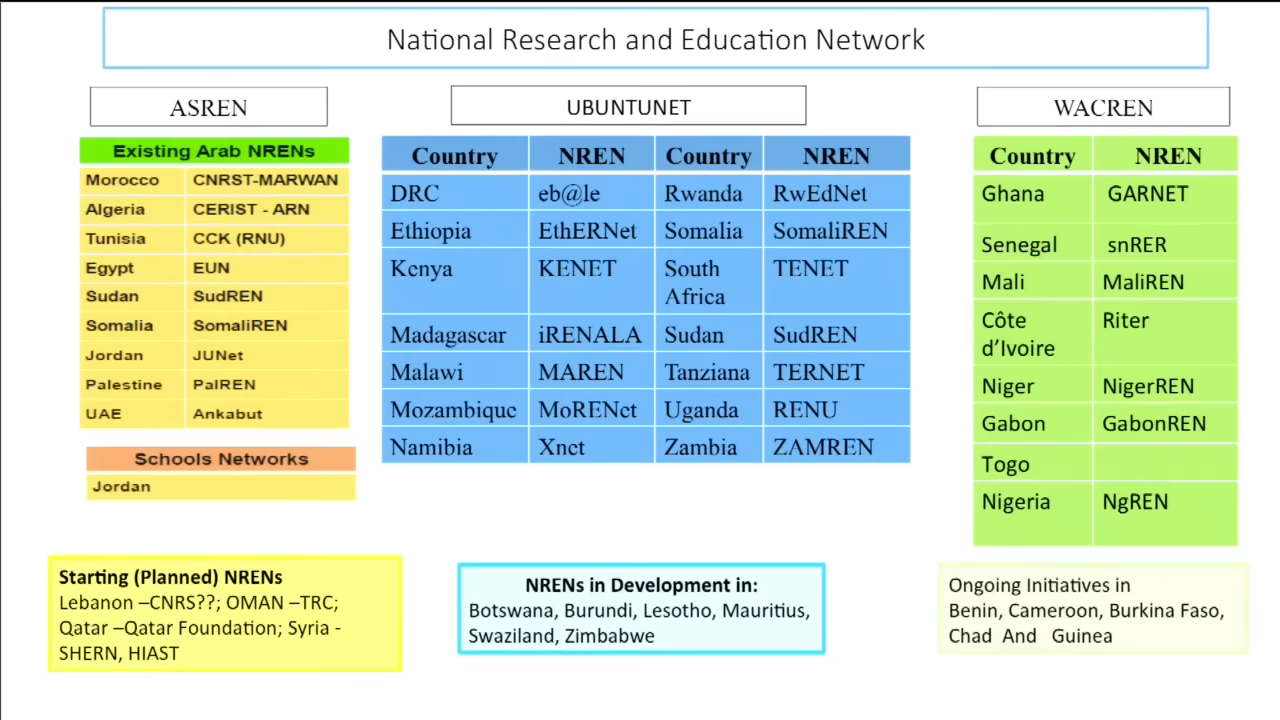 National Research and Education Network
ASREN
Existing Arab NRENs
Morocco CNRST-MARWAN
Algeria CERIST - ARN
Tunisia CCK (RNU)
Egypt EUN
Sudan SudREN
Somalia SomaliREN
Jordan JUNet
Palestine PalREN
UAE Ankabut
Schools Networks
Jordan
Starting (Planned) NRENs
Lebanon –CNRS??; OMAN –TRC;
Qatar –Qatar Foundation; Syria -
SHERN, HIAST
UBUNTUNET
Country NREN Country NREN
DRC eb@le Rwanda RwEdNet
Ethiopia EthERNet Somalia SomaliREN
Kenya KENET South TENET
Africa
Madagascar iRENALA Sudan SudREN
Malawi MAREN Tanziana TERNET
Mozambique MoRENet Uganda RENU
Namibia Xnet Zambia ZAMREN
NRENs in Development in:
Botswana, Burundi, Lesotho, Mauritius,
Swaziland, Zimbabwe
WACREN
Country NREN
Ghana GARNET
Senegal snRER
Mali MaliREN
Côte Riter
d’Ivoire
Niger NigerREN
Gabon GabonREN
Togo
Nigeria NgREN
Ongoing Initiatives in
Benin, Cameroon, Burkina Faso,
Chad And Guinea